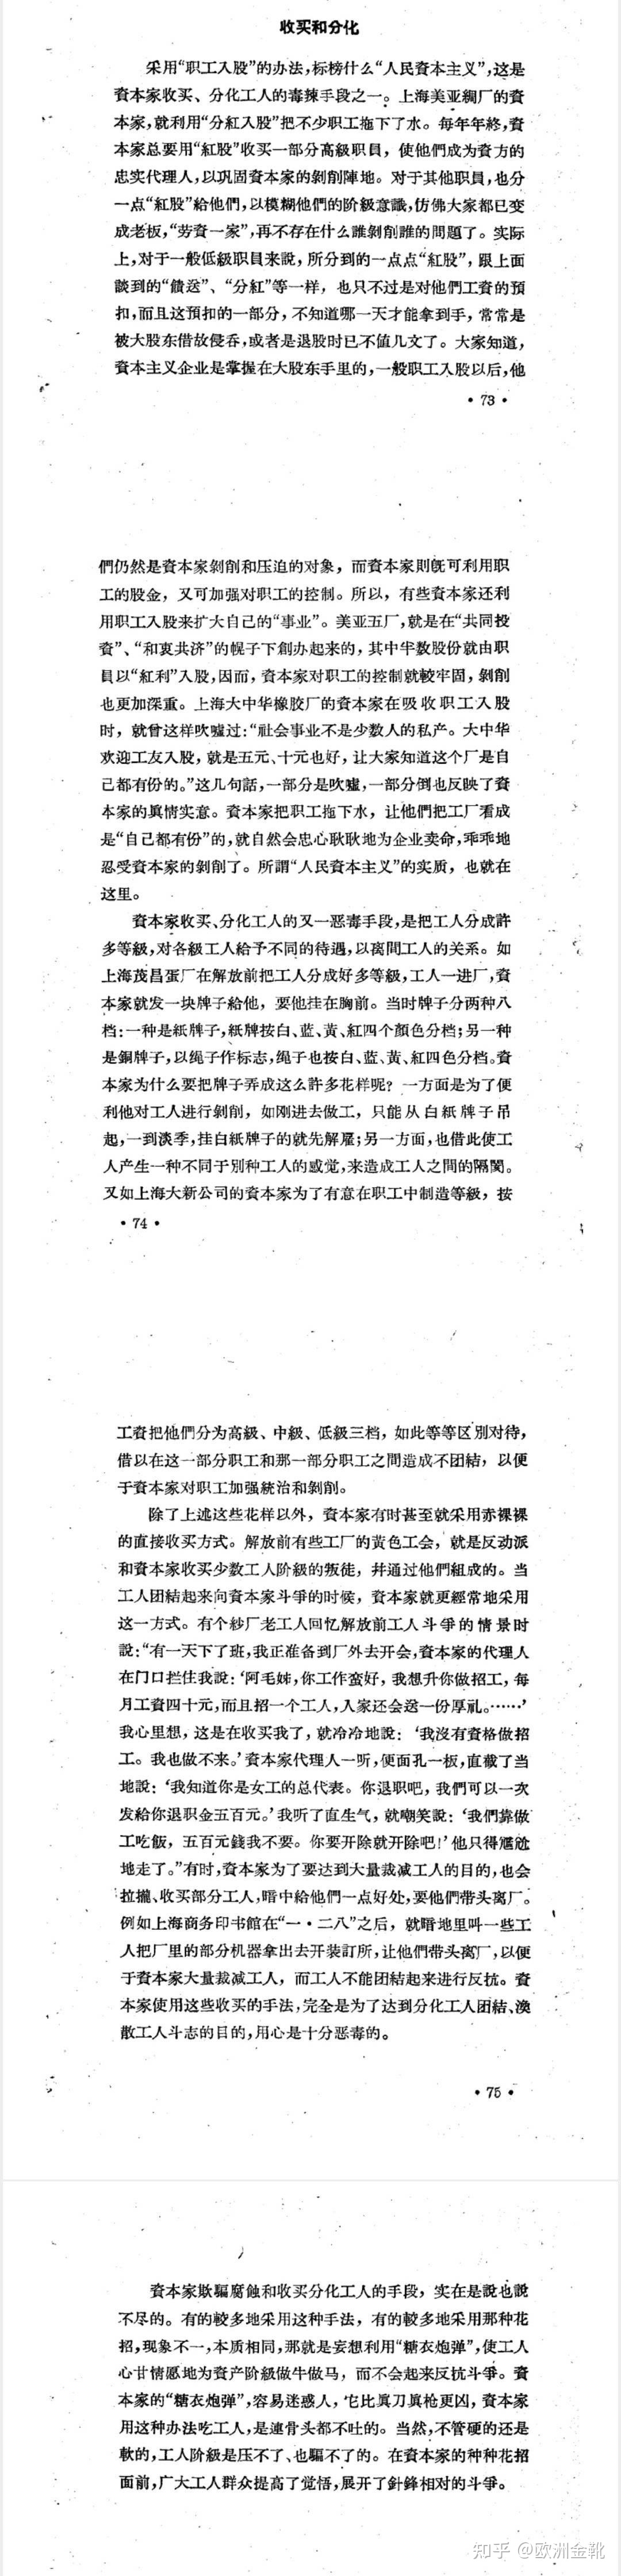 收买和分化
采用“职工入股”的办法,标榜什么“人民資本主义”,这是
資本家收买、分化工人的毒辣手段之一。上海美亚綢厂的資
本家,就利用“分紅入股”把不少职工拖下了水。每年年終,資
本家总要用“紅股”收买一部分高級职員，使他們成为資方的
忠实代理人,以巩固資本家的剝削陣地。对于其他职員,也分
一点“紅股”給他們,以模糊他們的阶級意識,仿佛大家都已变
成老板,“劳資一家”,再不存在什么誰剝削誰的問題了。实际
上,对于一般低級职員来說，所分到的一点点“紅股”，跟上面
談到的“饋送”、“分紅”等一样，也只不过是对他們工資的預
扣,而且这預扣的一部分，不知道哪一天才能拿到手，常常是
被大股东借故侵吞,或者是退股时已不値几文了。大家知道，
資本主义企业是掌握在大股东手里的,一般职工入股以后,他
• 73 •
們仍然是資本家剝削和压迫的对象，而資本家則旣可利用职
工的股金，又可加强对职工的控制。所以，有些資本家还利
用职工入股来扩大自己的“事业”。美亚五厂,就是在“共同投
資”、“和衷共济”的幌子下創办起来的，其中半数股份就由职
員以“紅利”入股,因而，資本家对职工的控制就較牢固，剝削
也更加深重。上海大中华橡胶厂的資本家在吸收职工入股
时，就曾这样吹嘘过:“社会事业不是少数人的私产。大中华
欢迎工友入股，就是五元、十元也好，让大家知道这个厂是自
己都有份的。”这几句話,一部分是吹嘘,一部分倒也反映了資
本家的眞情实意。資本家把职工拖下水，让他們把工厂看成
是“自己都有份”的,就自然会忠心耿耿地为企业卖命,乖乖地
忍受資本家的剝削了。所謂“人民資本主义”的实质，也就在
这里。
資本家收买、分化工人的又一恶毒手段,是把工人分成許
多等級,对各級工人給予不同的待遇,以离間工人的关系。如
上海茂昌蛋厂在解放前把工人分成好多等級,工人一进厂,資
本家就发一块牌子給他，要他挂在胸前。当时牌子分两种八
档:一种是紙牌子,紙牌按白、蓝、黃、紅四个顏色分档;另一种
是銅牌子,以绳子作标志,绳子也按白、蓝、黃、紅四色分档。資
本家为什么要把牌子弄成这么許多花样呢?一方面是为了便
利他对工人进行剝削，如刚进去做工，只能从白紙牌子吊
起,一到淡季,挂白紙牌子的就先解雇;另一方面,也借此使工
人产生一种不同于別种工人的感觉,来造成工人之間的隔閡。
又如上海大新公司的資本家为了有意在职工中制造等級，按
• 74 •
工資把他們分为高級、中級、低級三档，如此等等区別对待，
借以在这一部分职工和那一部分职工之間造成不团結，以便
于資本家对职工加强統治和剝削。
除了上述这些花样以外，資本家有时甚至就采用赤裸裸
的直接收买方式。解放前有些工厂的黃色工会，就是反动派
和資本家收买少数工人阶級的叛徒，幷通过他們組成的。当
工人团結起来向資本家斗爭的时候，資本家就更經常地采用
这一方式。有个紗厂老工人回忆解放前工人斗爭的情景时
說:“有一天下了班,我正准备到厂外去开会,資本家的代理人
在门口拦住我說:‘阿毛姊,你工作蛮好，我想升你做招工，每
月工資四十元,而且招一个工人,人家还会送一份厚礼。……’
我心里想，这是在收买我了，就冷冷地說：‘我沒有資格做招
工。我也做不来。’資本家代理人一听,便面孔一板,直截了当
地說：‘我知道你是女工的总代表。你退职吧，我們可以一次
发給你退职金五百元。’我听了直生气，就嘲笑說：‘我們靠做
工吃飯，五百元錢我不要。你要开除就开除吧!’他只得尴尬
地走了。”有时,資本家为了要达到大量裁减工人的目的,也会
拉攏、收买部分工人,暗中給他們一点好处,要他們带头离厂。
例如上海商务印书館在“一·二八”之后，就暗地里叫一些工
人把厂里的部分机器拿出去开装訂所,让他們带头离厂,以便
于資本家大量裁减工人，而工人不能团結起来进行反抗。資
本家使用这些收买的手法,完全是为了达到分化工人团結、渙
散工人斗志的目的,用心是十分恶毒的。
• 75 •
資本家欺騙腐蝕和收买分化工人的手段，实在是說也說
不尽的。有的較多地采用这种手法，有的較多地采用那种花
招,现象不一,本质相同,那就是妄想利用“糖衣炮弹”,使工人
心甘情愿地为資产阶級做牛做马，而不会起来反抗斗爭。資
本家的“糖衣炮弹”,容易迷惑人，它比眞刀眞枪更凶，資本家
用这种办法吃工人,是連骨头都不吐的。当然,不管硬的还是
軟的,工人阶級是压不了、也騙不了的。在資本家的种种花招
面前,广大工人群众提高了觉悟,展开了針鋒相对的斗爭。
知乎 @欧洲金靴